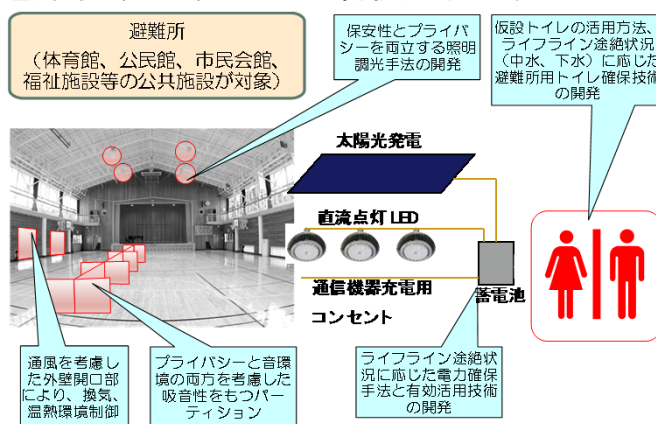 避難所
(体育館、公民館、市民会館、
福祉施設等の公共施設が対象)
保安性とプライバ
シーを両立する照明
調光手法の開発
仮設トイレの活用方法、
ライフライン途絶状況
(中水、下水)に応じた
避難所用トイレ確保技術
の開発
太陽光発電
直流点灯LED
通信機器充電用
コンセント
蓄電池
通風を考慮し
た外壁開口部
により、換気、
温熱環境制御
プライバシーと音環
境の両方を考慮した
吸音性をもつパー
ティション
ライフライン途絶状
況に応じた電力確保
手法と有効活用技術
の開発